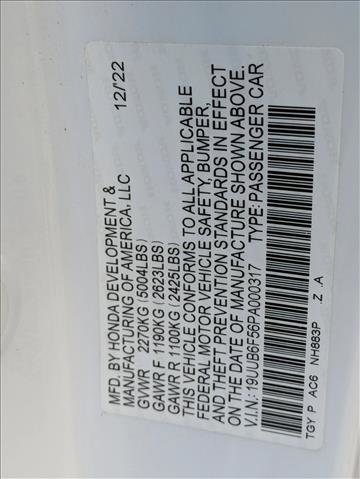 MFD. BY HONDA DEVELOPMENT & 12/22
MANUFACTURING OF AMERICA, LLC
GVWR 2270KG (5004LBS)
GAWR F 1190KG (2623LBS)
GAWR R 1100KG (2425LBS)
THIS VEHICLE CONFORMS TO ALL APPLICABLE
FEDERAL MOTOR VEHICLE SAFETY, BUMPER,
AND THEFT PREVENTION STANDARDS IN EFFECT
ON THE DATE OF MANUFACTURE SHOWN ABOVE.
V.I.N.: 19UUB6F56PA000317 TYPE: PASSENGER CAR
TGY P AC6 NH883P .Z .A